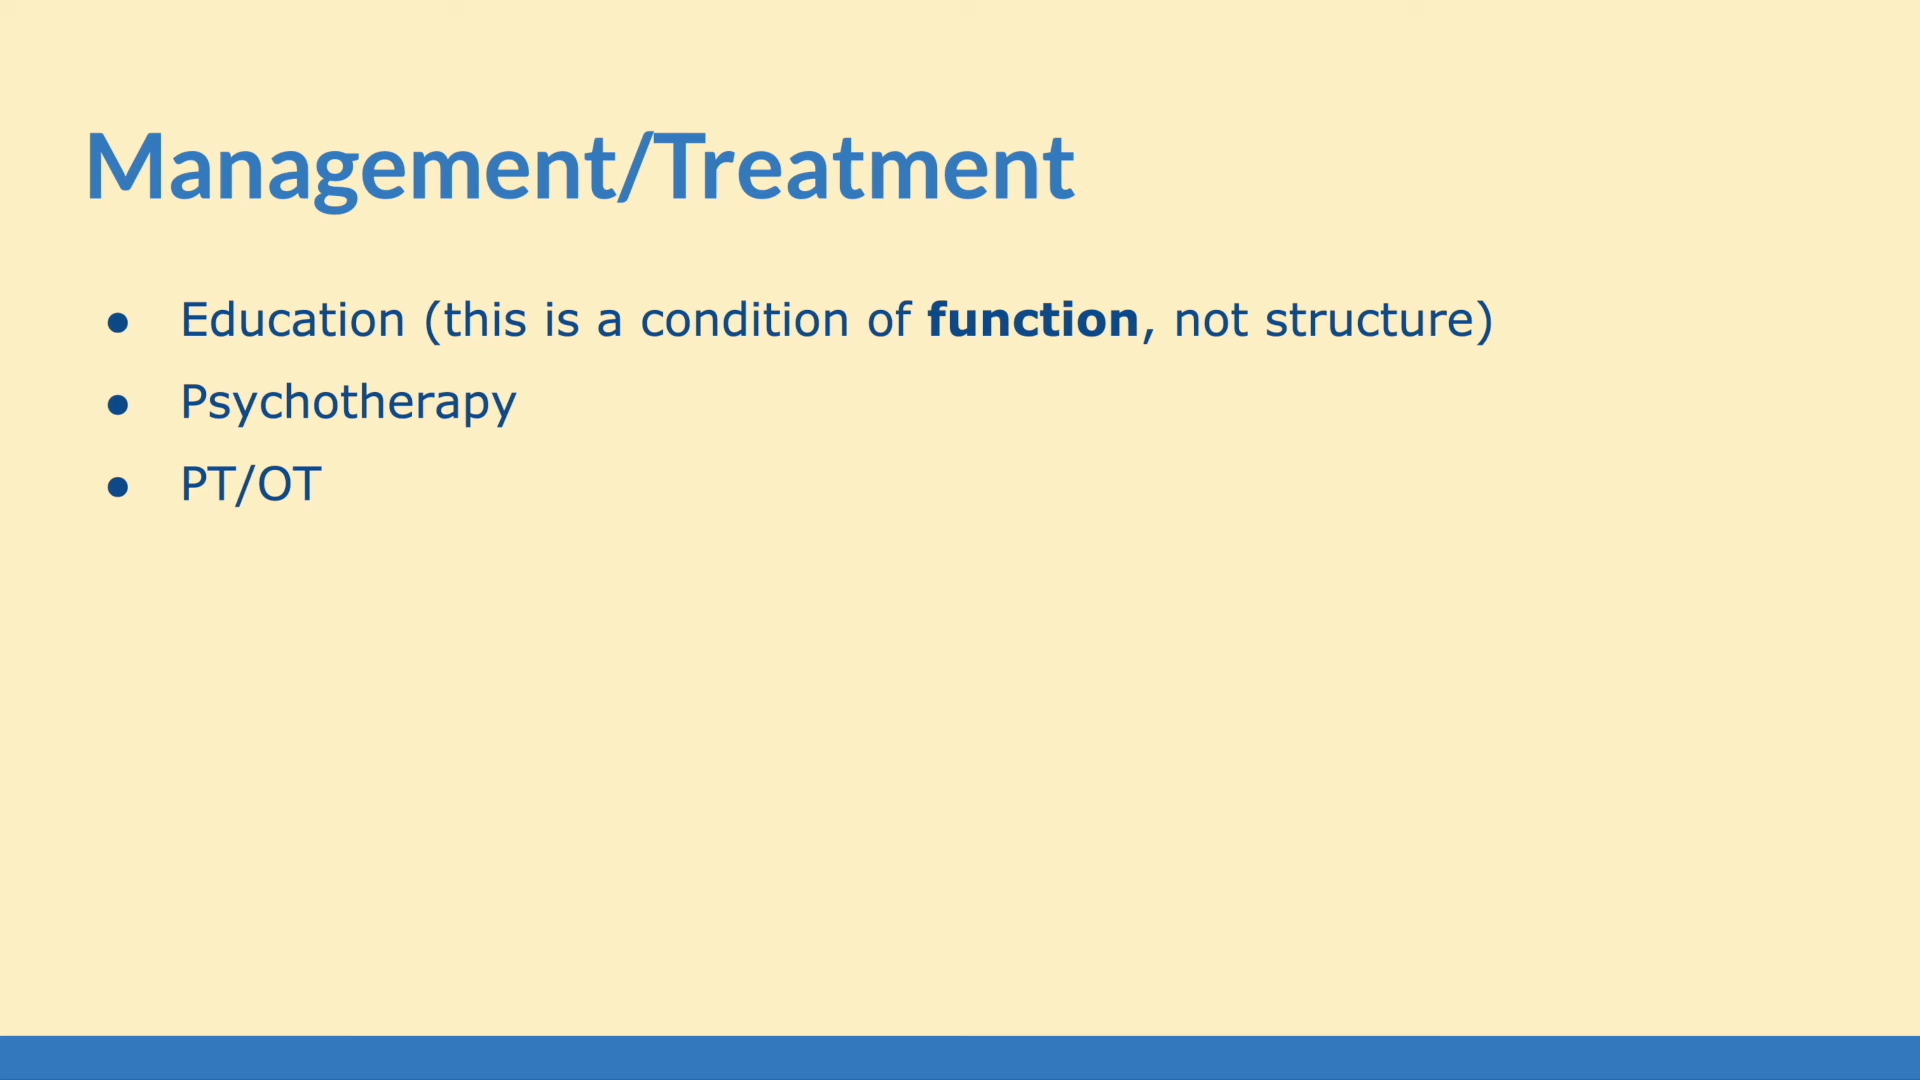 Management/Treatment
● Education (this is a condition of function, not structure)
● Psychotherapy
● PT/OT